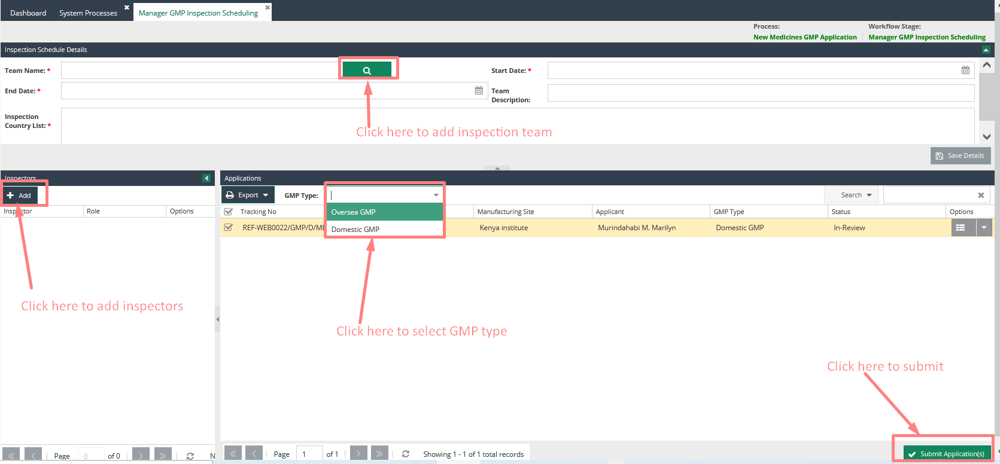 Dashboard System Processes Manager GMP Inspection Scheduling
Process: Workflow Stage:
New Medicines GMP Application Manager GMP Inspection Scheduling
Inspection Schedule Details
Team Name: * Start Date: *
End Date: * Team Description:
Inspection Country List: *
Click here to add inspection team
Save Details
Inspectors Applications
Add Export GMP Type: Search
Inspector Role Options Tracking No Manufacturing Site Applicant GMP Type Status Options
Oversea GMP
REF-WEB0022/GMP/D/ Kenya institute Murindahabi M. Marilyn Domestic GMP In-Review
Domestic GMP
Click here to add inspectors
Click here to select GMP type
Click here to submit
Page 0 of 0 N Page 1 of 1 Showing 1 - 1 of 1 total records Submit Application(s)